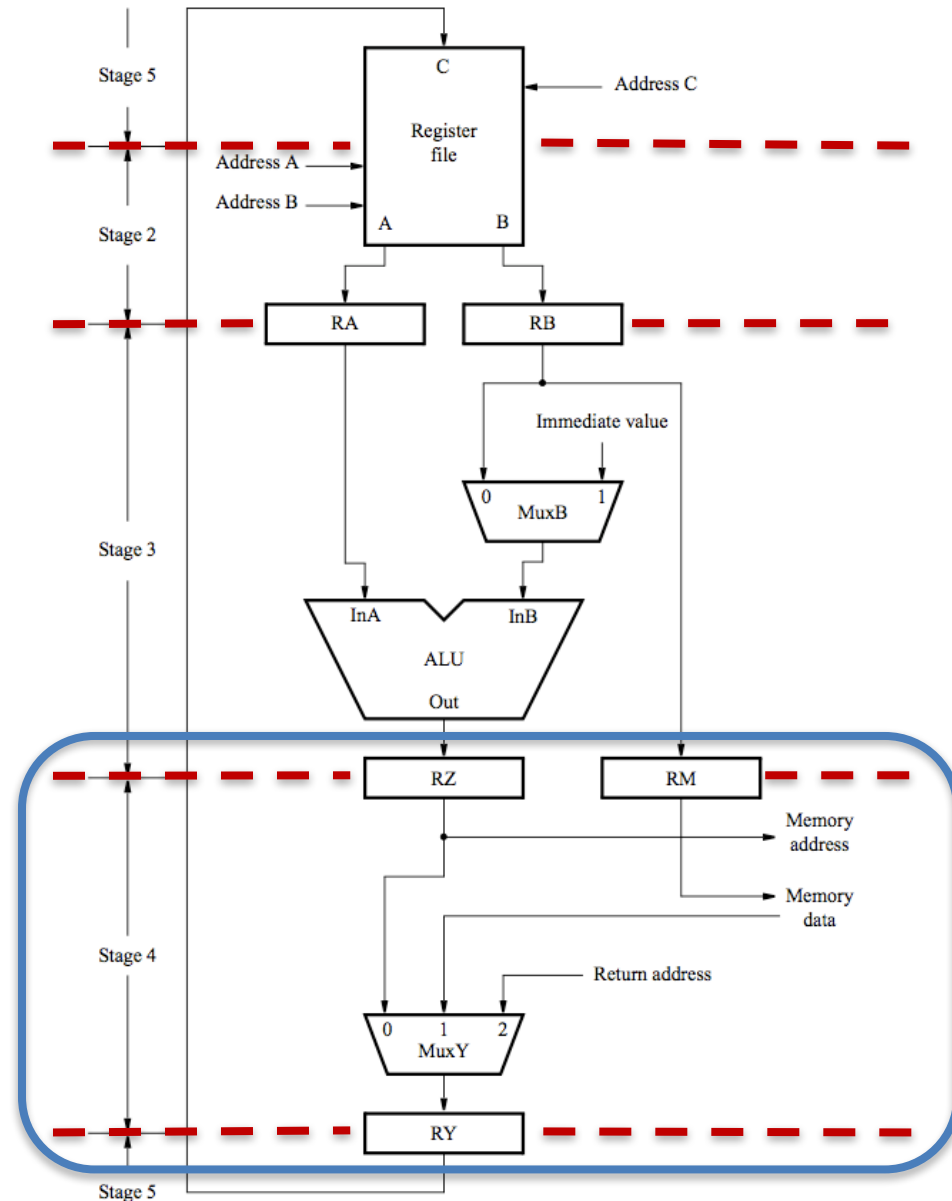 C
Stage 5
Address C
Register
file
Address A
Address B
A
B
Stage 2
RA
RB
Immediate value
0
1
MuxB
Stage 3
InA
InB
ALU
Out
RZ
RM
Memory
address
Memory
data
Stage 4
Return address
0
1
2
MuxY
RY
Stage 5